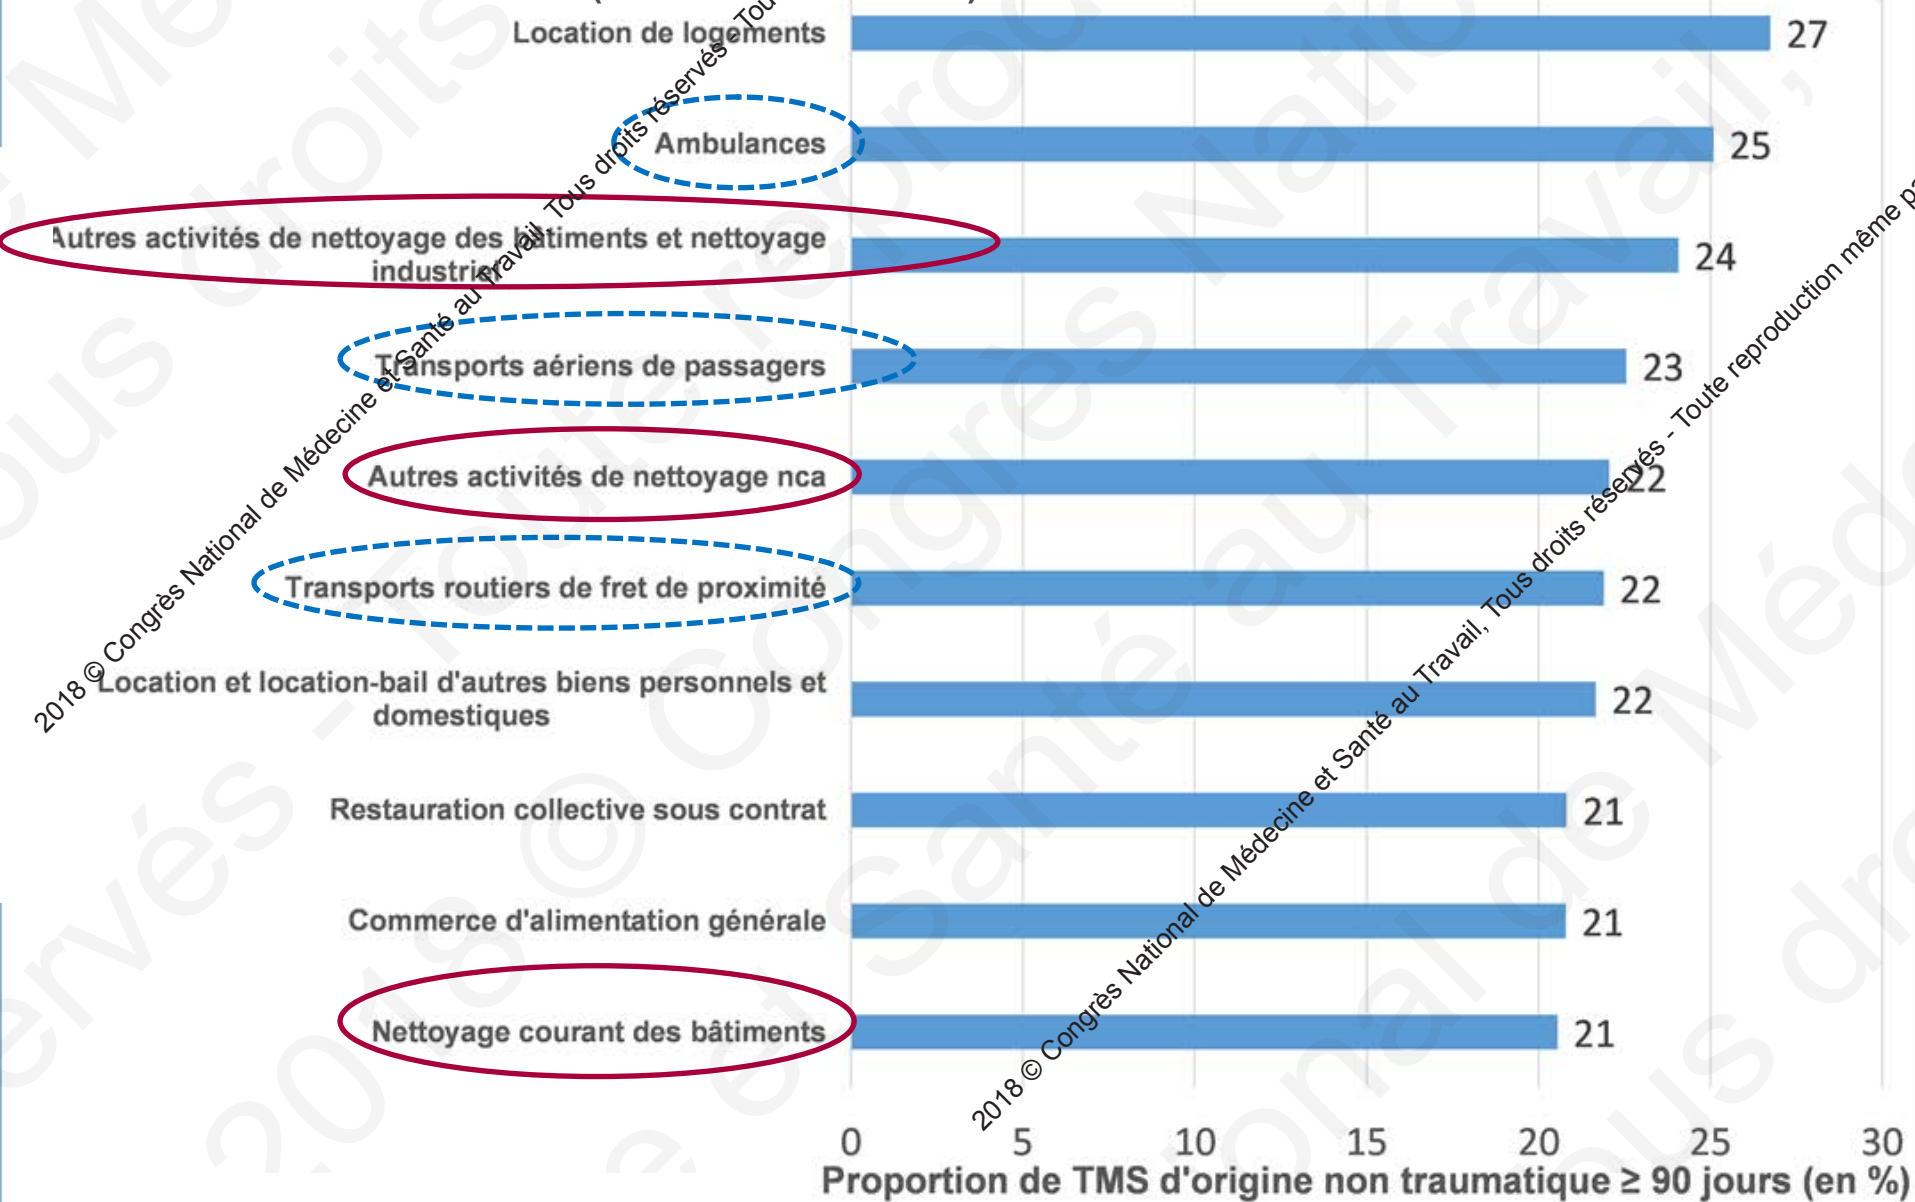 Location de logements
27
Ambulances
25
Autres activités de nettoyage des bâtiments et nettoyage
industriel
24
Transports aériens de passagers
23
Autres activités de nettoyage nca
22
Transports routiers de fret de proximité
22
Location et location-bail d'autres biens personnels et
domestiques
22
Restauration collective sous contrat
21
Commerce d'alimentation générale
21
Nettoyage courant des bâtiments
21
0 5 10 15 20 25 30
Proportion de TMS d'origine non traumatique ≥ 90 jours (en %)
2018 © Congrès National de Médecine et Santé au Travail, Tous droits réservés - Tou
2018 © Congrès National de Médecine et Santé au Travail, Tous droits réservés - Toute reproduction même pa